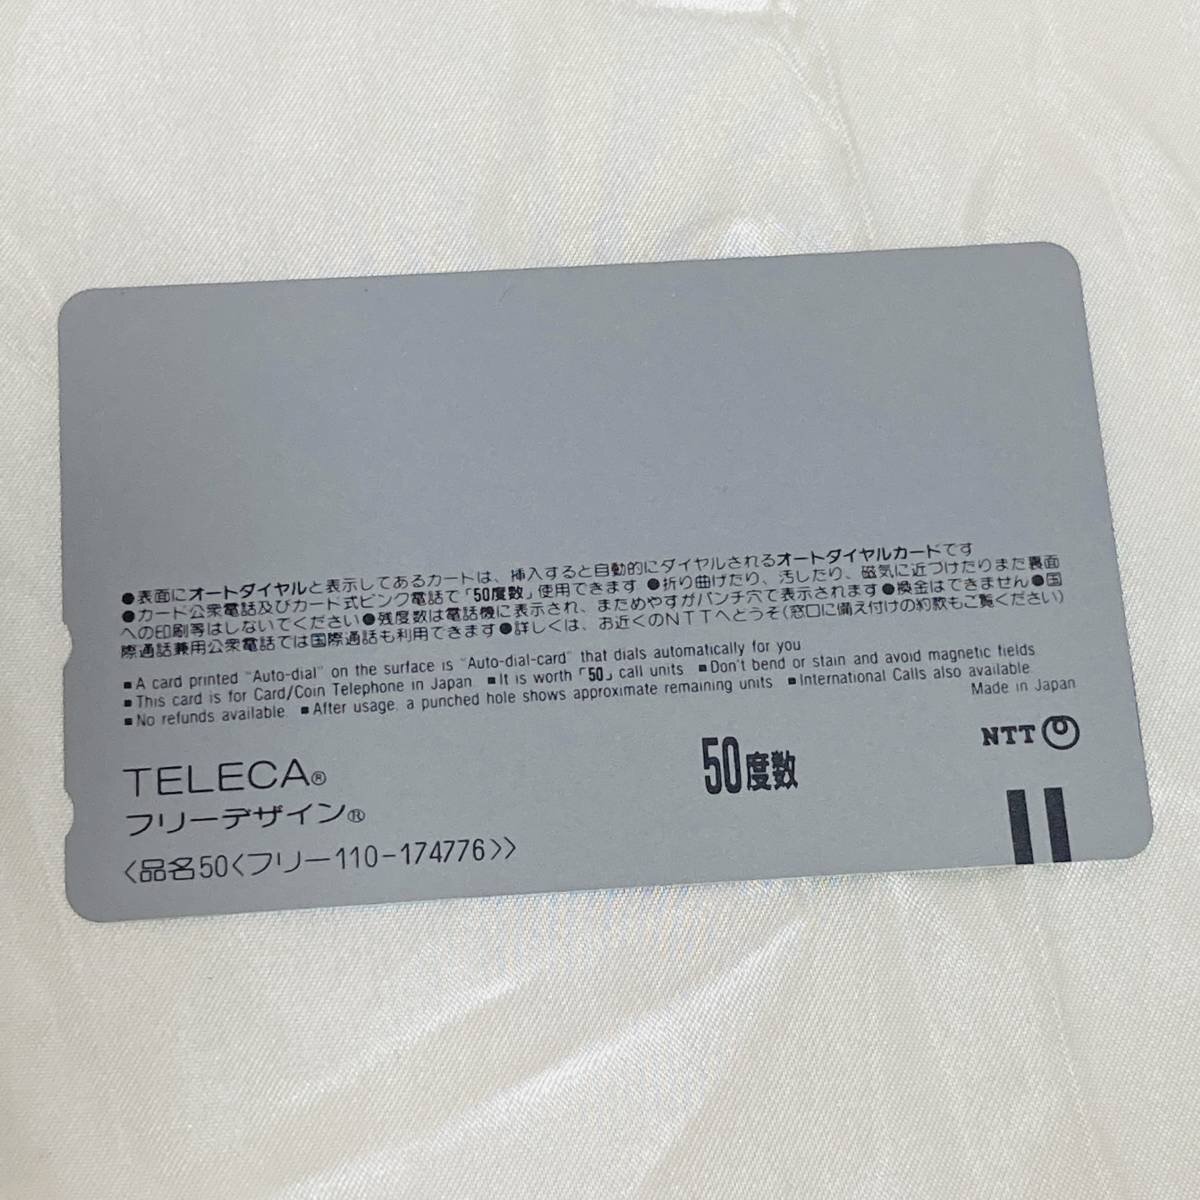 ●表面にオートダイヤルと表示してあるカードは、挿入すると自動的にダイヤルされるオートダイヤルカードです
●カード公衆電話及びカード式ピンク電話で「50度数」使用できます ●折り曲げたり、汚したり、磁気に近づけたりまた裏面
への印刷等はしないでください●残度数は電話機に表示され、まためやすがパンチ穴で表示されます●換金はできません●国
際通話兼用公衆電話では国際通話も利用できます●詳しくは、お近くのNTTへどうぞ(窓口に備え付けの約款もご覧ください)
■A card printed "Auto-dial" on the surface is "Auto-dial-card" that dials automatically for you
■This card is for Card/Coin Telephone in Japan ■It is worth「50」call units ■Don't bend or stain and avoid magnetic fields
■No refunds available ■After usage, a punched hole shows approximate remaining units ■International Calls also available
Made in Japan
NTT
TELECA®
50度数
フリーデザイン®
〈品名50〈フリー110-174776〉〉